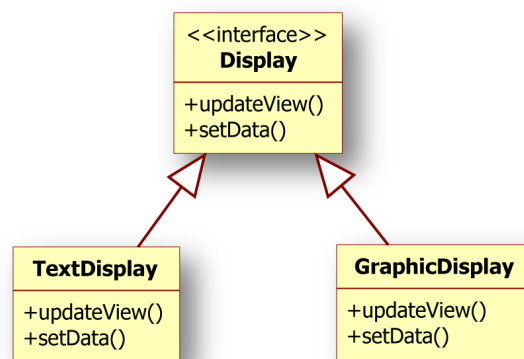 <<interface>>
Display
+updateView()
+setData()
TextDisplay
+updateView()
+setData()
GraphicDisplay
+updateView()
+setData()